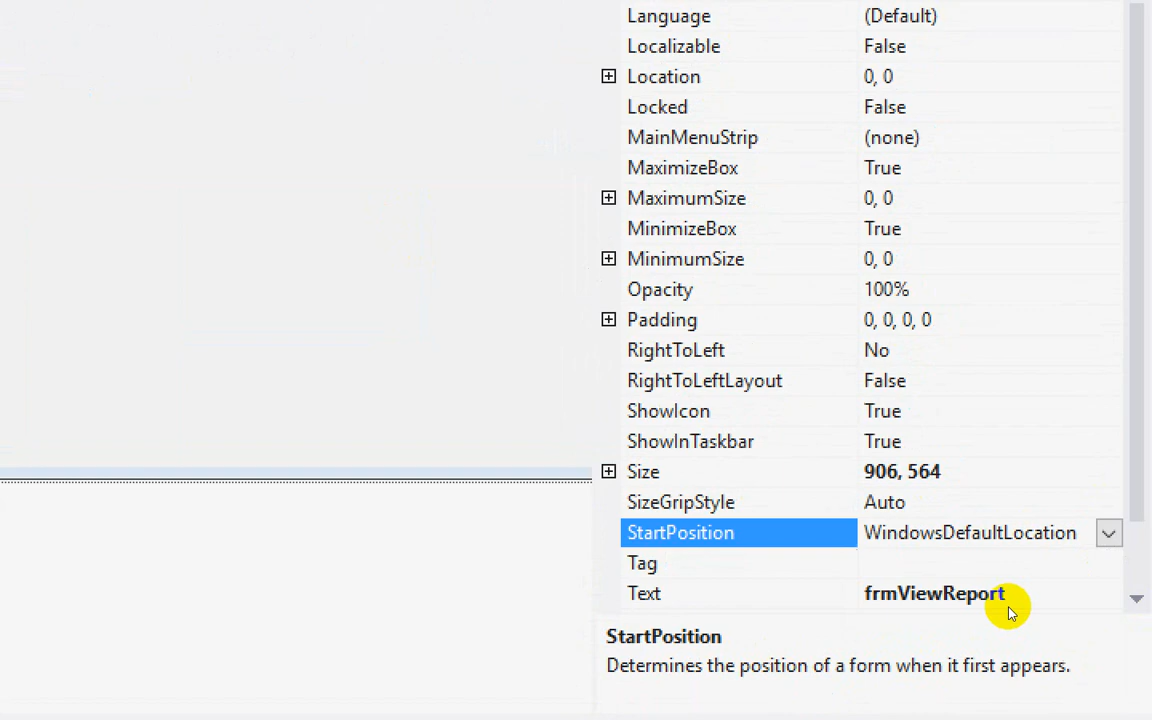 Language (Default)
Localizable False
Location 0, 0
Locked False
MainMenuStrip (none)
MaximizeBox True
MaximumSize 0, 0
MinimizeBox True
MinimumSize 0, 0
Opacity 100%
Padding 0, 0, 0, 0
RightToLeft No
RightToLeftLayout False
ShowIcon True
ShowInTaskbar True
Size 906, 564
SizeGripStyle Auto
StartPosition WindowsDefaultLocation
Tag
Text frmViewReport
StartPosition
Determines the position of a form when it first appears.